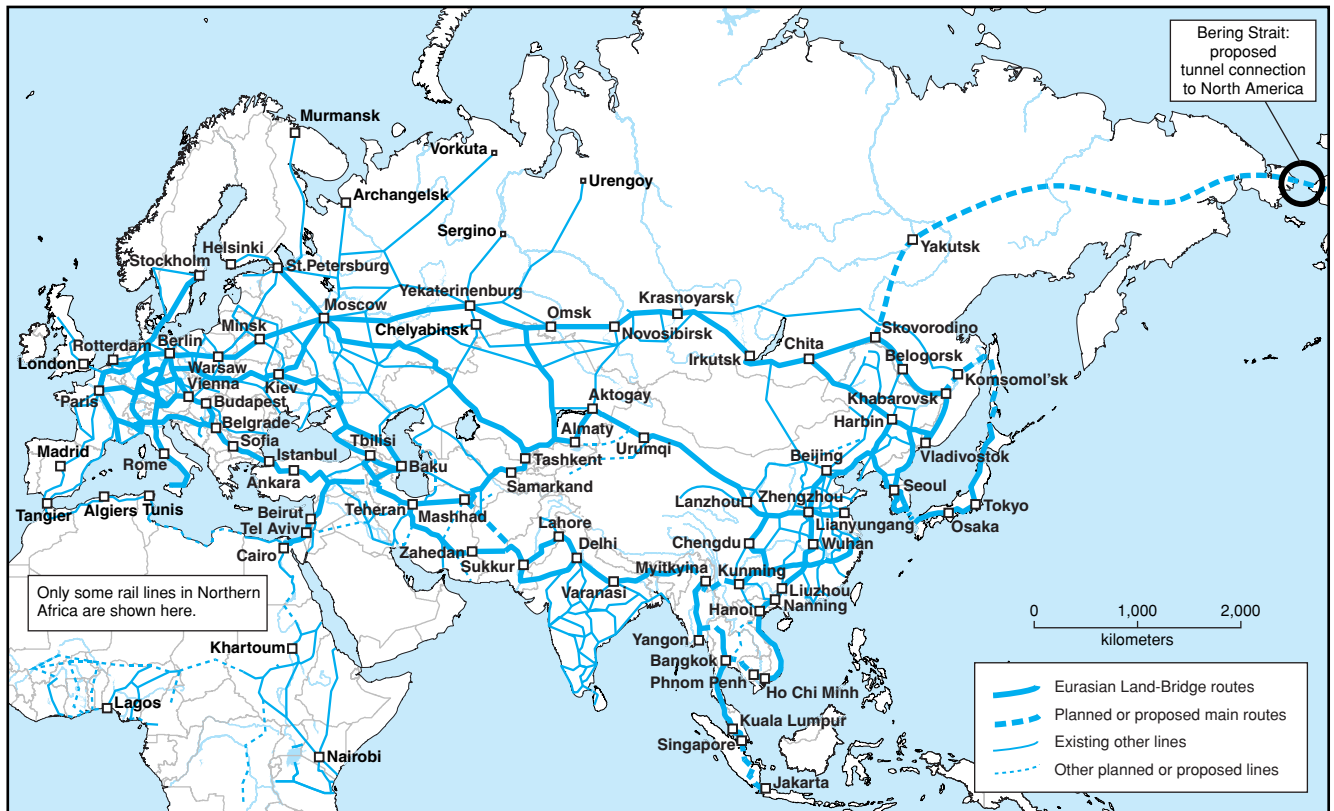 Bering Strait:
proposed
tunnel connection
to North America
Murmansk
Vorkuta
Urengoy
Archangelsk
Sergino
Yakutsk
Helsinki
Stockholm
St.Petersburg
Yekaterinenburg
Krasnoyarsk
Moscow
Omsk
Chelyabinsk
Novosibirsk
Minsk
Skovorodino
Berlin
Rotterdam
Chita
London
Irkutsk
Belogorsk
Warsaw
Vienna
Kiev
Komsomol'sk
Paris
Budapest
Aktogay
Khabarovsk
Belgrade
Harbin
Almaty
Sofia
Tbilisi
Urumqi
Madrid
Istanbul
Beijing
Vladivostok
Rome
Baku
Tashkent
Ankara
Samarkand
Seoul
Lanzhou
Zhengzhou
Tokyo
Tangier
Algiers
Tunis
Beirut
Teheran
Mashhad
Osaka
Tel Aviv
Lahore
Lianyungang
Cairo
Zahedan
Delhi
Chengdu
Wuhan
Sukkur
Myitkyina
Kunming
Varanasi
Liuzhou
Only some rail lines in Northern
Africa are shown here.
Nanning
Hanoi
0 1,000 2,000
kilometers
Khartoum
Yangon
Bangkok
Phnom Penh
Ho Chi Minh
Lagos
Kuala Lumpur
Singapore
Nairobi
Jakarta
Eurasian Land-Bridge routes
Planned or proposed main routes
Existing other lines
Other planned or proposed lines